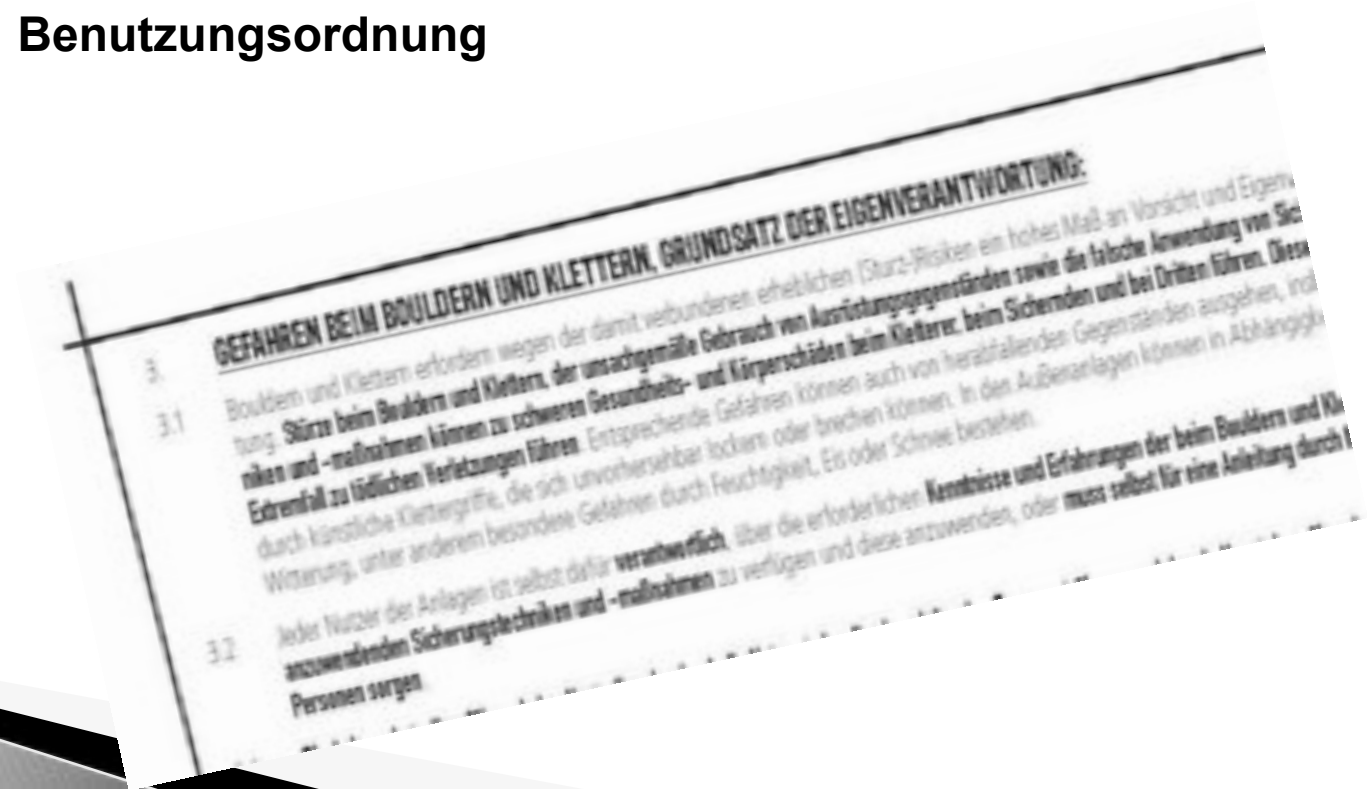 Benutzungsordnung
3. GEFAHREN BEIM BOULDERN UND KLETTERN, GRUNDSATZ DER EIGENVERANTWORTUNG:
3.1 Bouldern und Klettern erfordern wegen der damit verbundenen erheblichen (Sturz-)Risiken ein hohes Maß an Vorsicht und Eigenv
tung. Stürze beim Bouldern und Klettern, der unsachgemäße Gebrauch von Ausrüstungsgegenständen sowie die falsche Anwendung von Sic
niken und -maßnahmen können zu schweren Gesundheits- und Körperschäden beim Kletterer, beim Sichernden und bei Dritten führen. Diese
Extremfall zu tödlichen Verletzungen führen. Entsprechende Gefahren können auch von herabfallenden Gegenständen ausgehen, ins
durch künstliche Klettergriffe, die sich unvorhersehbar lockern oder brechen können. In den Außenanlagen können in Abhängigk
Witterung, unter anderem besondere Gefahren durch Feuchtigkeit, Eis oder Schnee bestehen.
3.2 Jeder Nutzer der Anlagen ist selbst dafür verantwortlich, über die erforderlichen Kenntnisse und Erfahrungen der beim Bouldern und Kle
anzuwendenden Sicherungstechniken und -maßnahmen zu verfügen und diese anzuwenden, oder muss selbst für eine Anleitung durch
Personen sorgen.